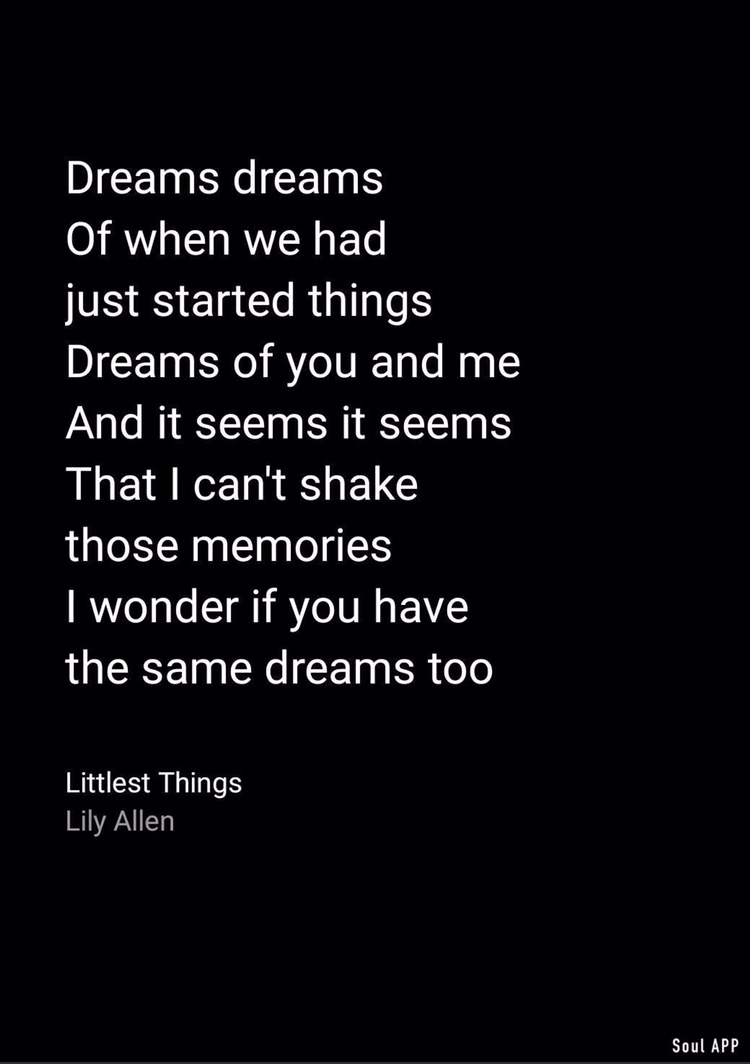 Dreams dreams
Of when we had
just started things
Dreams of you and me
And it seems it seems
That I can't shake
those memories
I wonder if you have
the same dreams too
Littlest Things
Lily Allen
Soul APP